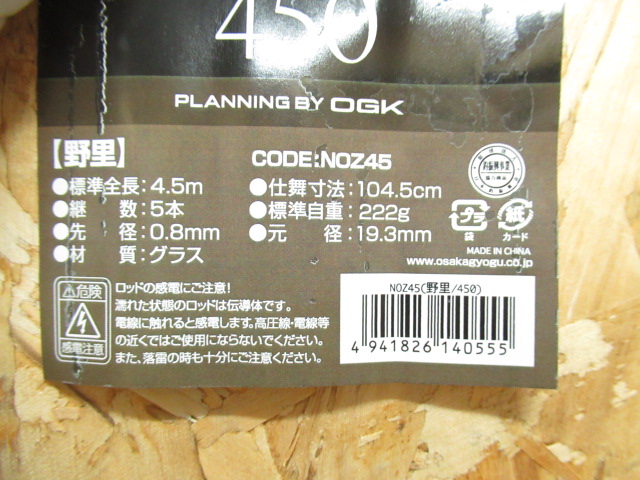 450
PLANNING BY OGK
【野里】
CODE:NOZ45
●標準全長:4.5m
●継 数:5本
●先 径:0.8mm
●材 質:グラス
●仕舞寸法:104.5cm
●標準自重:222g
●元 径:19.3mm
プラ
袋
紙
カード
MADE IN CHINA
www.osakagyogu.co.jp
⚠危険
感電注意
ロッドの感電にご注意!
濡れた状態のロッドは伝導体です。
電線に触れると感電します。高圧線・電線等
の近くではご使用にならないでください。
また、落雷の時も十分にご注意ください。
NOZ45(野里/450)
4 941826 140555